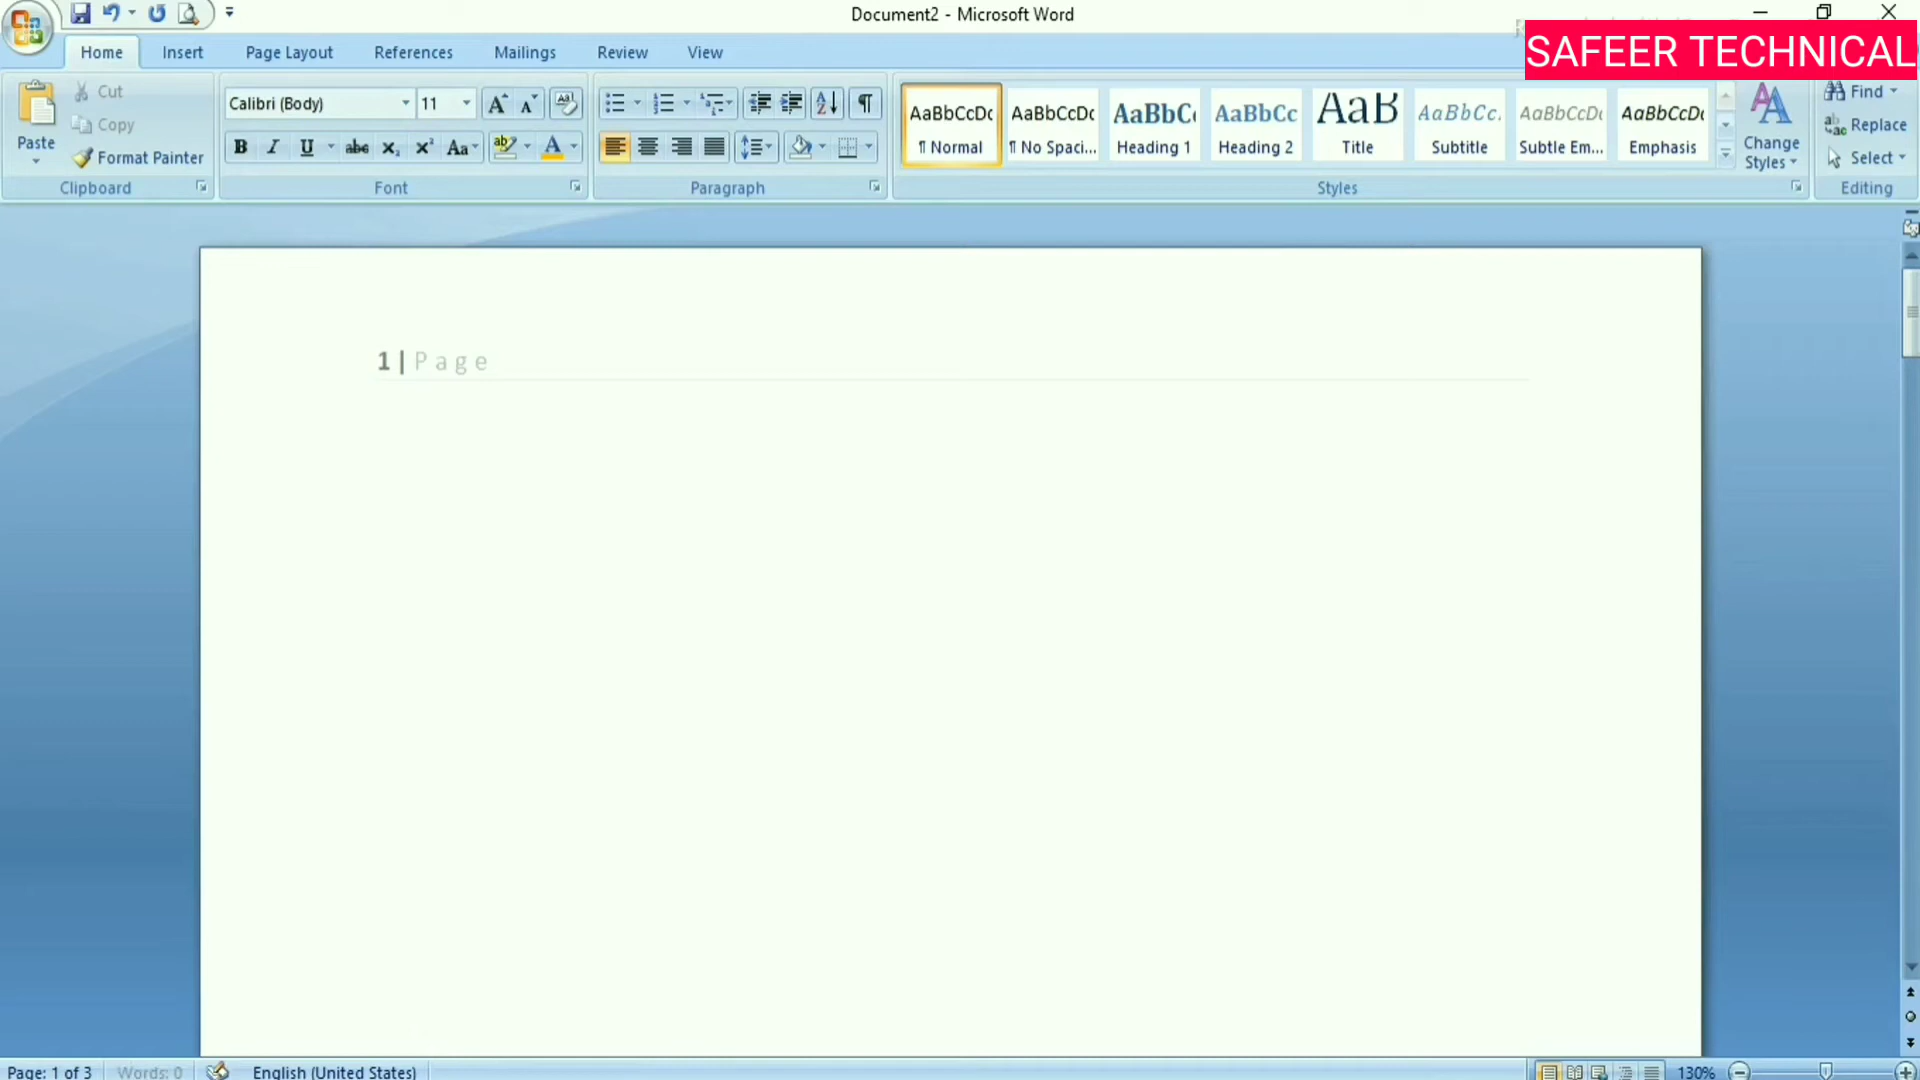 Document2 - Microsoft Word
SAFEER TECHNICAL
Home Insert Page Layout References Mailings Review View
Paste
Cut
Copy
Format Painter
Clipboard
Calibri (Body) 11
Font
Paragraph
AaBbCcDc AaBbCcDc AaBbC AaBbCc AaB AaBbCc. AaBbCcDc AaBbCcDc
¶ Normal ¶ No Spaci... Heading 1 Heading 2 Title Subtitle Subtle Em... Emphasis
Change
Styles
Styles
Find
Replace
Select
Editing
1 | Page
Page: 1 of 3 Words: 0 English (United States) 130%